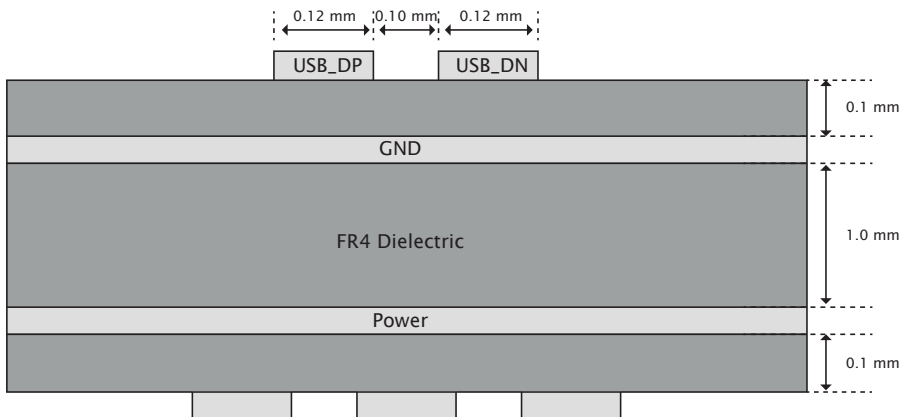 0.12 mm 0.10 mm 0.12 mm
USB_DP USB_DN
0.1 mm
GND
FR4 Dielectric
1.0 mm
Power
0.1 mm